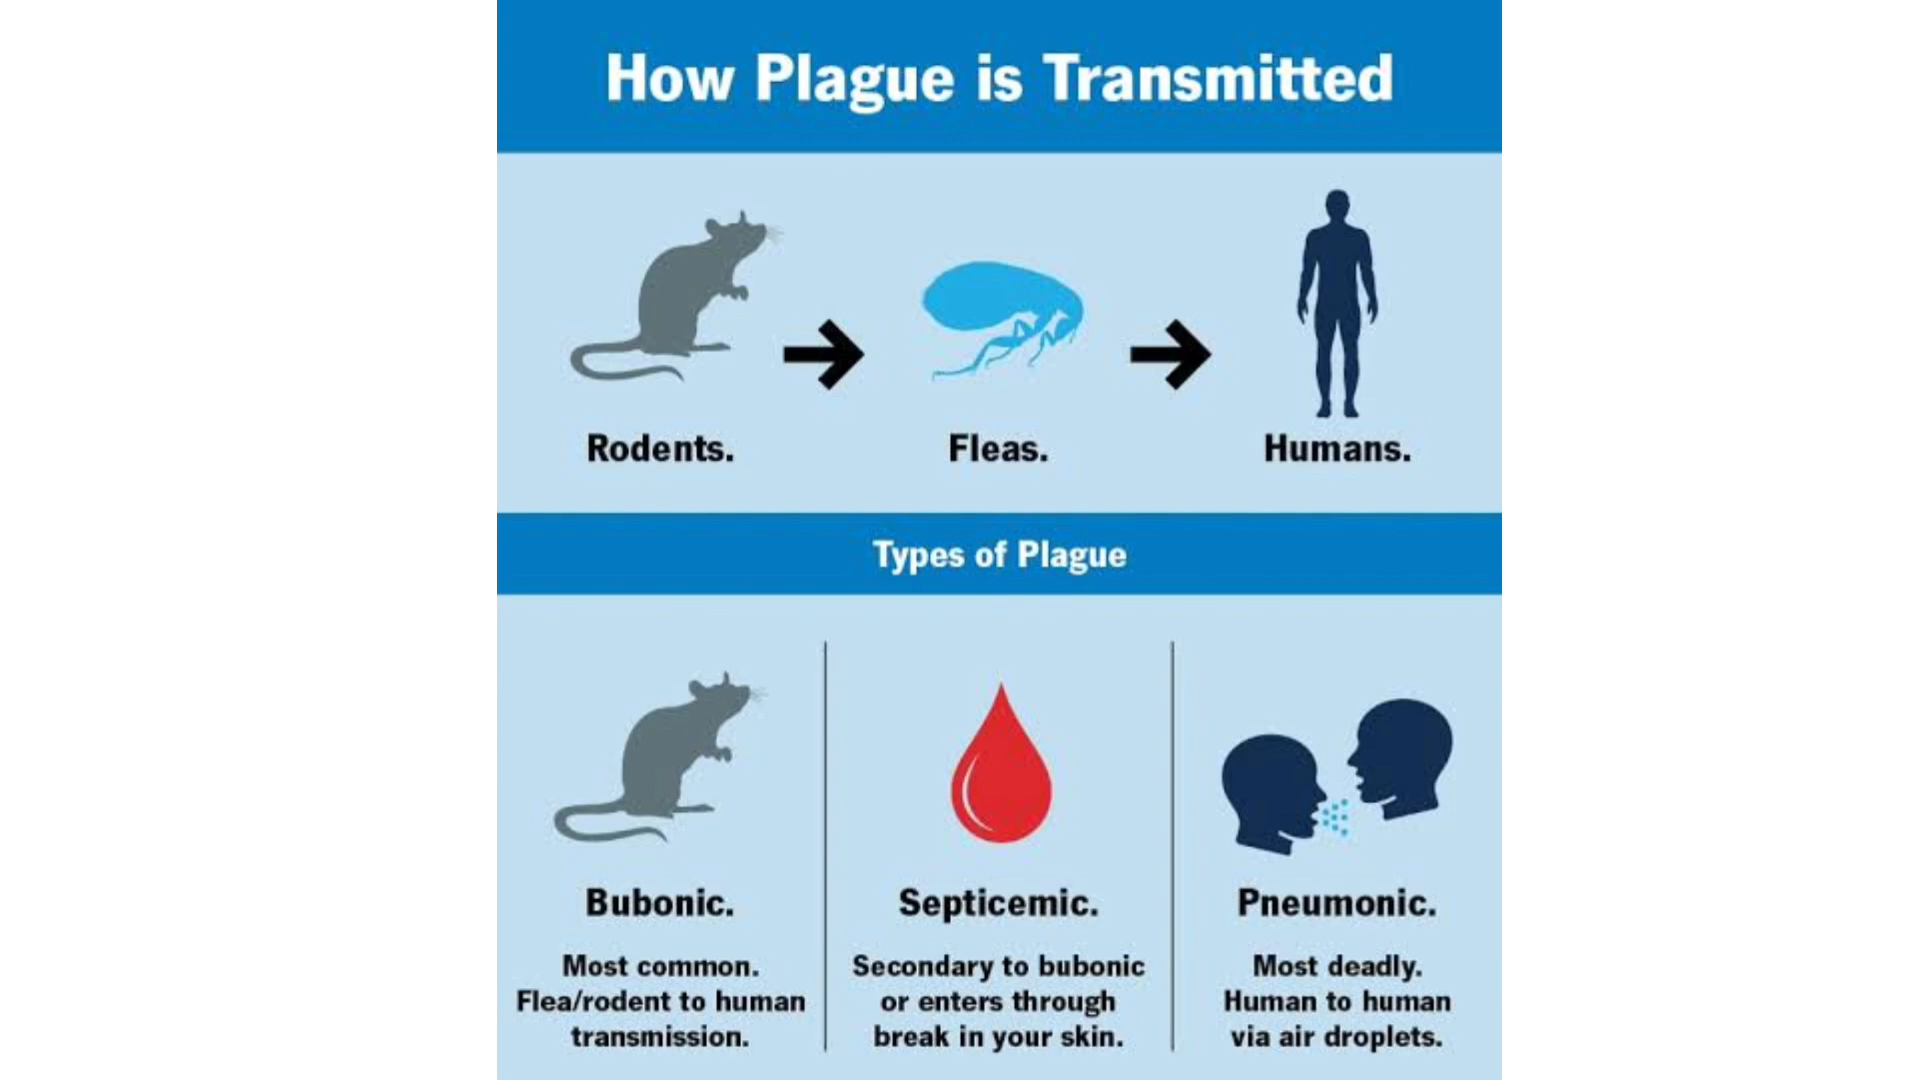 How Plague is Transmitted
Rodents.
Fleas.
Humans.
Types of Plague
Bubonic.
Most common.
Flea/rodent to human
transmission.
Septicemic.
Secondary to bubonic
or enters through
break in your skin.
Pneumonic.
Most deadly.
Human to human
via air droplets.